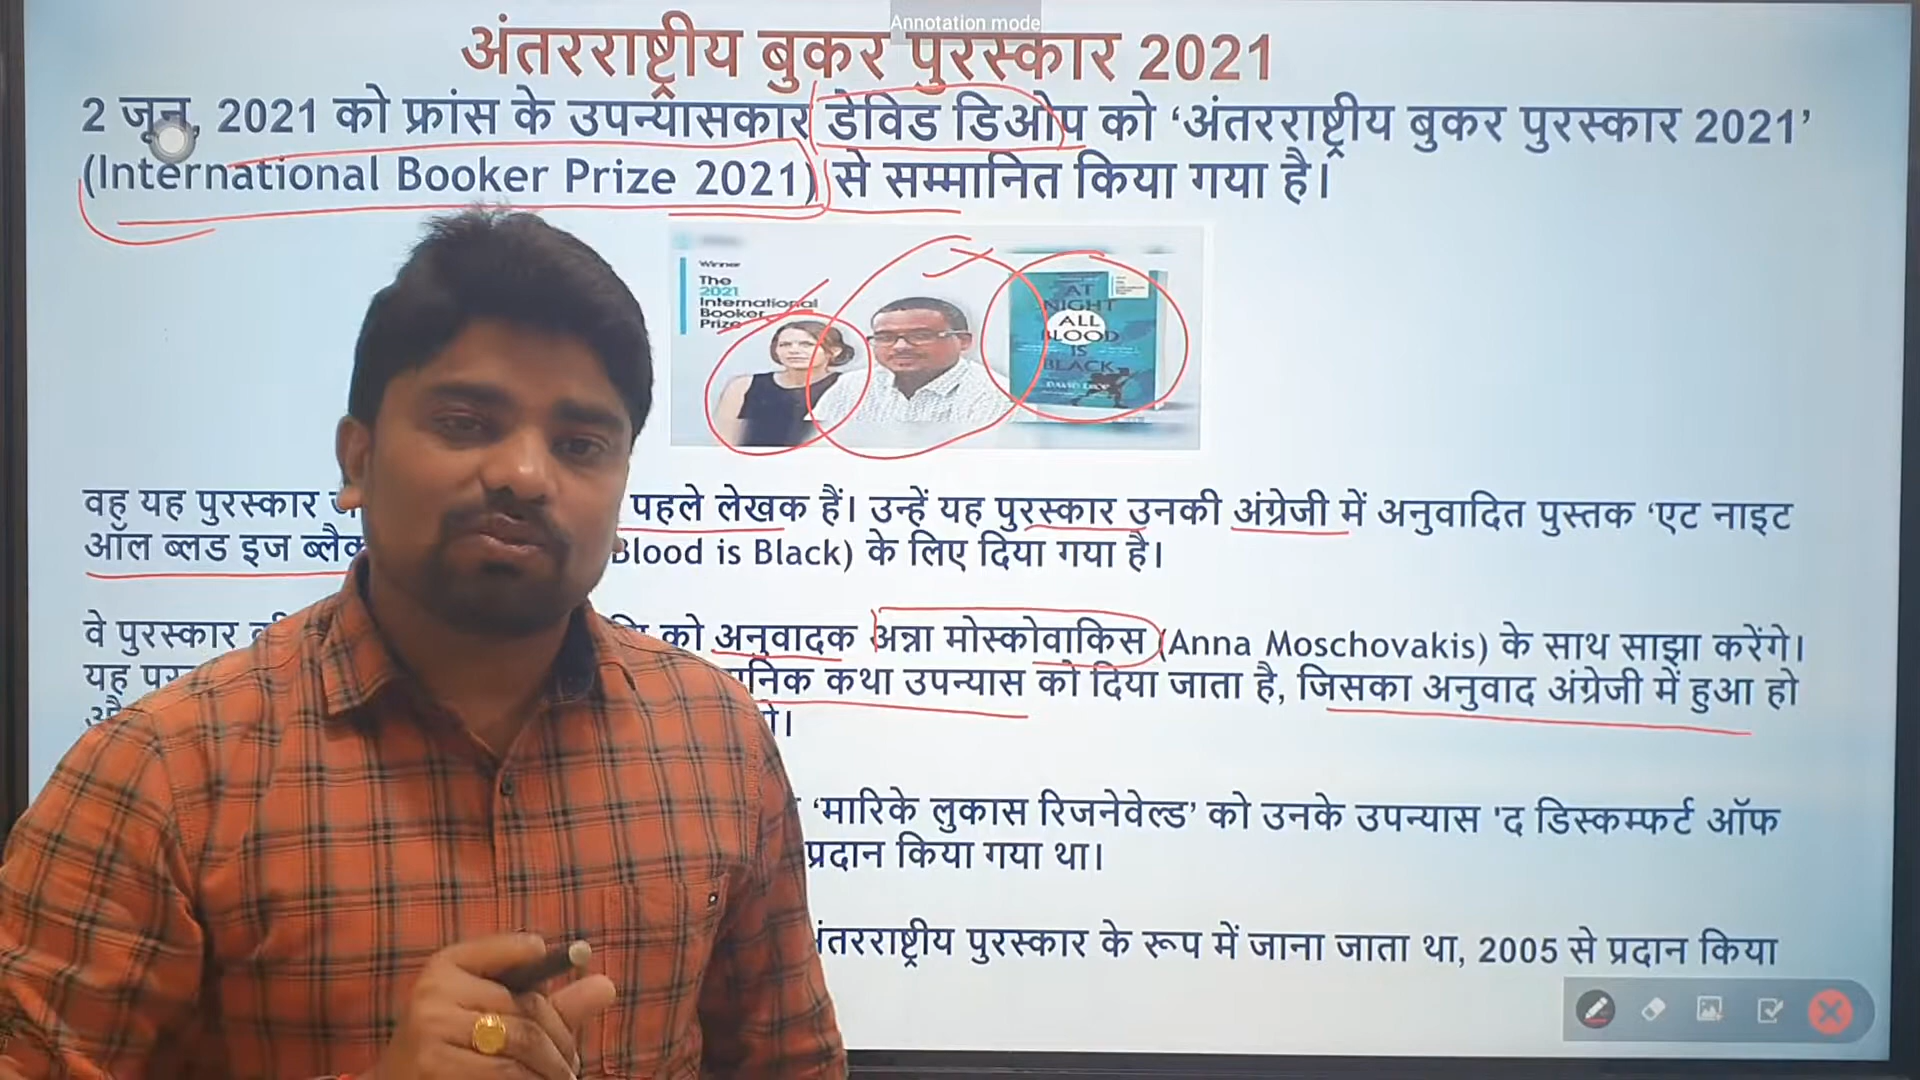 Annotation mode
अंतरराष्ट्रीय बुकर पुरस्कार 2021
2 जून, 2021 को फ्रांस के उपन्यासकार डेविड डिओप को ‘अंतरराष्ट्रीय बुकर पुरस्कार 2021’
(International Booker Prize 2021) से सम्मानित किया गया है।
Winner
The
2021
International
Booker
Prize
AT
NIGHT
ALL
BLOOD
IS
BLACK
DAVID DIOP
वह यह पुरस्कार पहले लेखक हैं। उन्हें यह पुरस्कार उनकी अंग्रेजी में अनुवादित पुस्तक ‘एट नाइट
ऑल ब्लड इज ब्लैक Blood is Black) के लिए दिया गया है।
वे पुरस्कार को अनुवादक अन्ना मोस्कोवाकिस (Anna Moschovakis) के साथ साझा करेंगे।
यह कथा उपन्यास को दिया जाता है, जिसका अनुवाद अंग्रेजी में हुआ हो
‘मारिके लुकास रिजनेवेल्ड’ को उनके उपन्यास 'द डिस्कम्फर्ट ऑफ
प्रदान किया गया था।
अंतरराष्ट्रीय पुरस्कार के रूप में जाना जाता था, 2005 से प्रदान किया